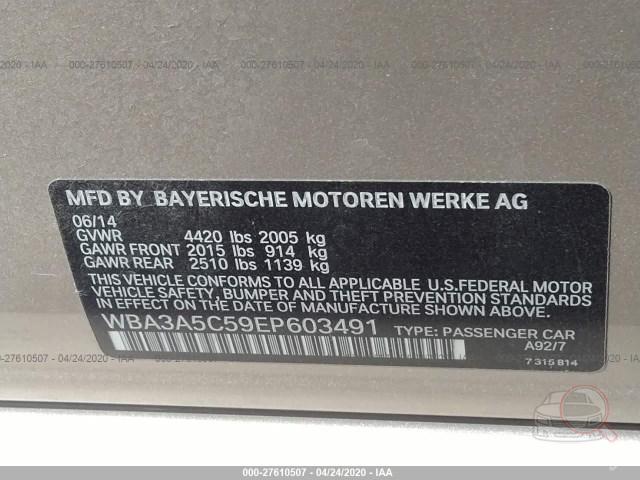 000-27610507 - 04/24/2020 - IAA
MFD BY BAYERISCHE MOTOREN WERKE AG
06/14
GVWR 4420 lbs 2005 kg
GAWR FRONT 2015 lbs 914 kg
GAWR REAR 2510 lbs 1139 kg
THIS VEHICLE CONFORMS TO ALL APPLICABLE U.S.FEDERAL MOTOR
VEHICLE SAFETY, BUMPER AND THEFT PREVENTION STANDARDS
IN EFFECT ON THE DATE OF MANUFACTURE SHOWN ABOVE.
WBA3A5C59EP603491 TYPE: PASSENGER CAR
A92/7
7315814
000-27610507 - 04/24/2020 - IAA